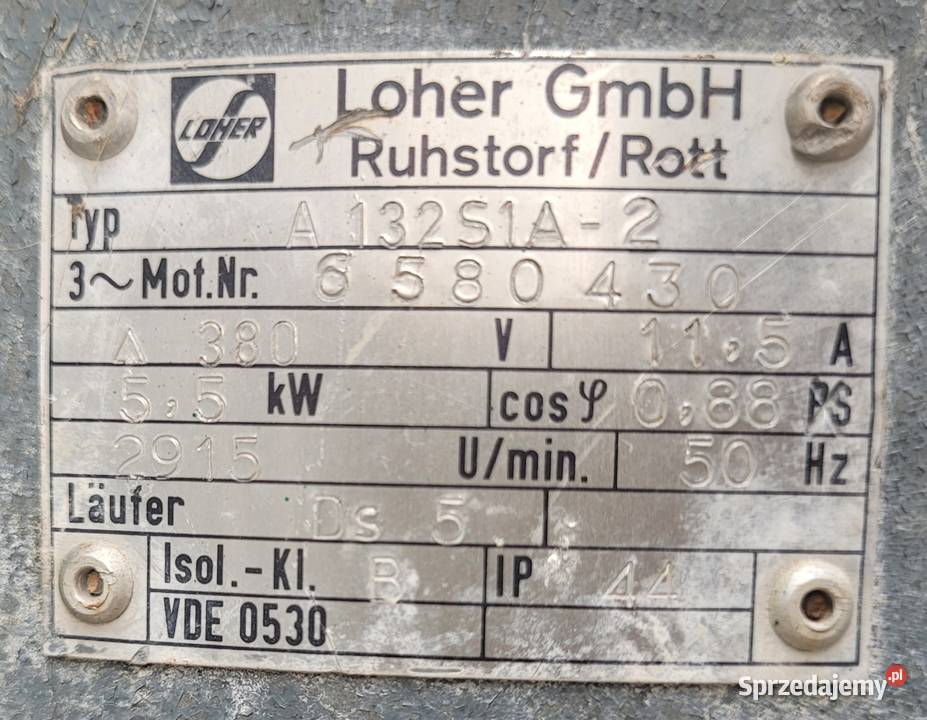 LOHER
Loher GmbH
Ruhstorf/Rott
Typ A 132S1A-2
3~Mot.Nr. 6580430
△ 380 V 11,5 A
5,5 kW cosφ 0,88 PS
2915 U/min. 50 Hz
Läufer Ds 5
Isol.-Kl. B IP 44
VDE 0530
Sprzedajemy.pl